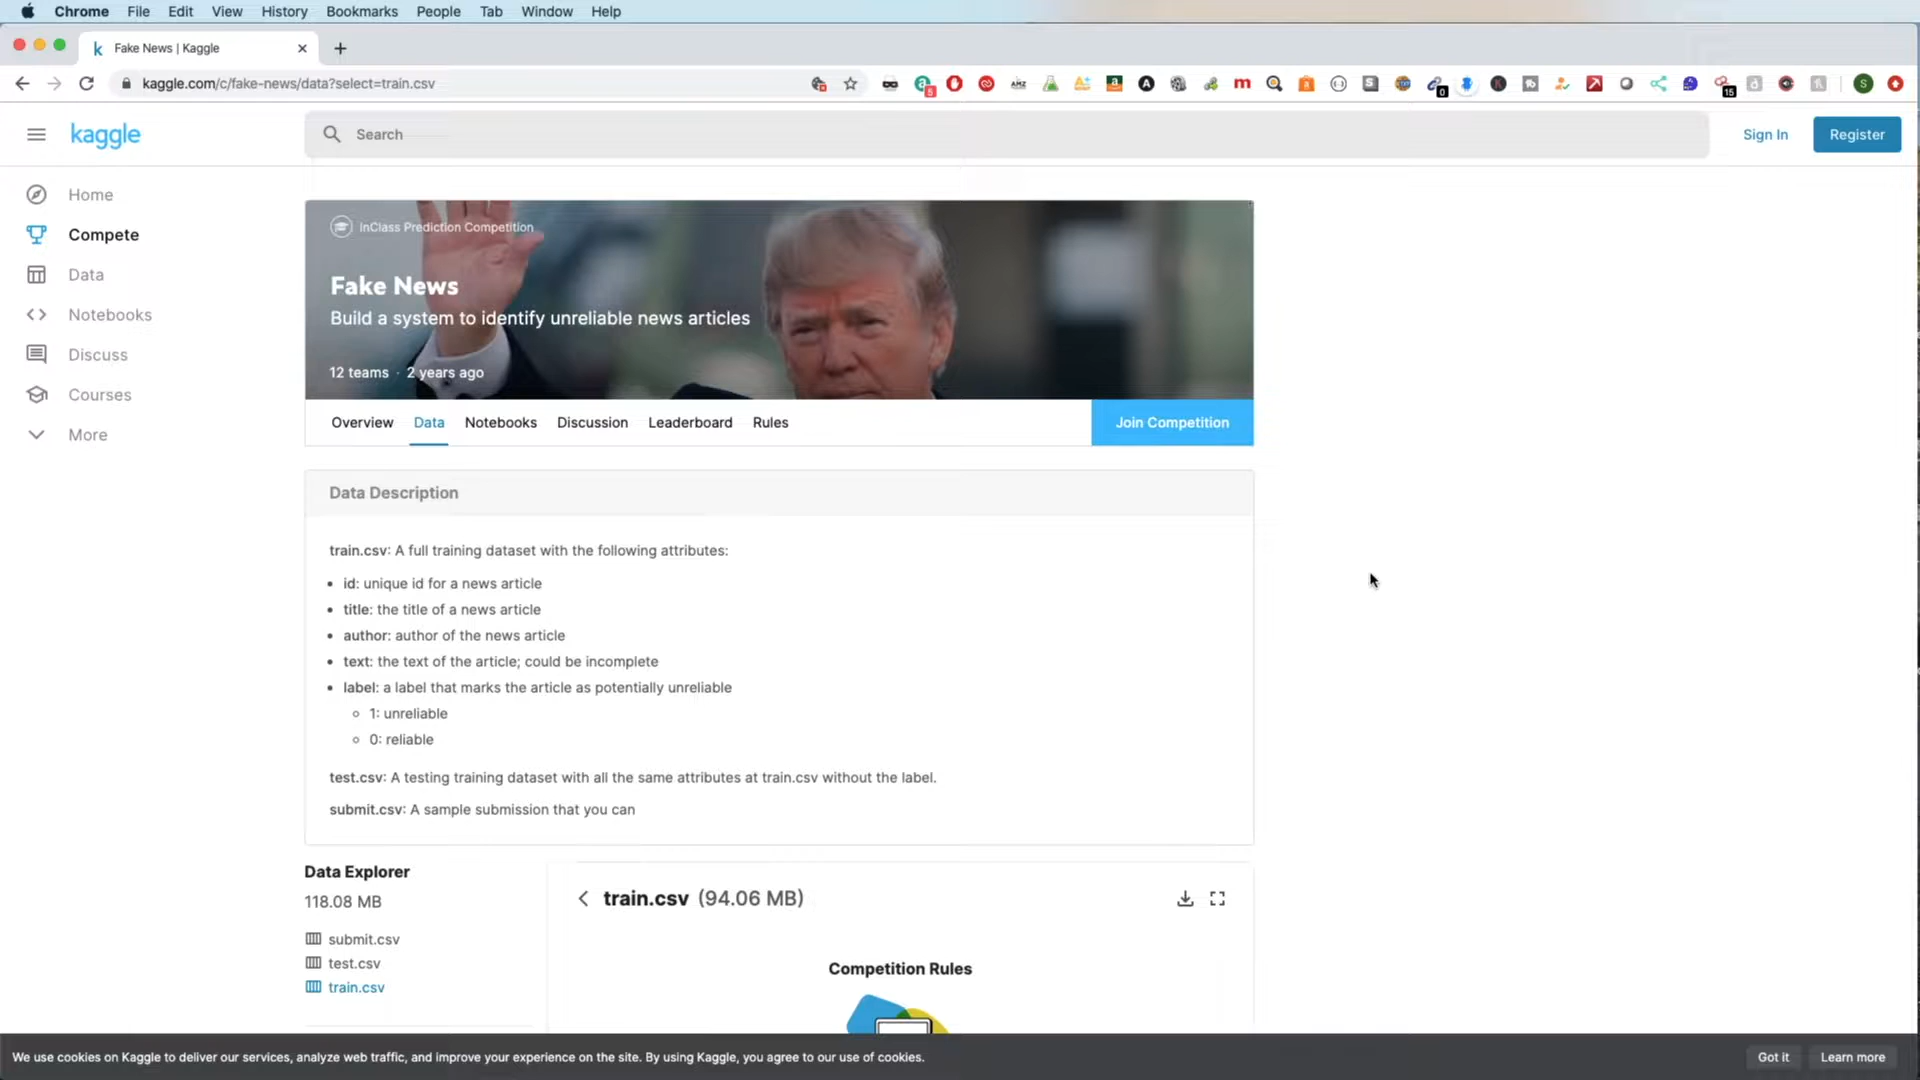 Chrome File Edit View History Bookmarks People Tab Window Help
Fake News | Kaggle
kaggle.com/c/fake-news/data?select=train.csv
kaggle
Search
Sign In
Register
Home
Compete
Data
Notebooks
Discuss
Courses
More
InClass Prediction Competition
Fake News
Build a system to identify unreliable news articles
12 teams · 2 years ago
Overview Data Notebooks Discussion Leaderboard Rules
Join Competition
Data Description
train.csv: A full training dataset with the following attributes:
• id: unique id for a news article
• title: the title of a news article
• author: author of the news article
• text: the text of the article; could be incomplete
• label: a label that marks the article as potentially unreliable
◦ 1: unreliable
◦ 0: reliable
test.csv: A testing training dataset with all the same attributes at train.csv without the label.
submit.csv: A sample submission that you can
Data Explorer
118.08 MB
submit.csv
test.csv
train.csv
train.csv (94.06 MB)
Competition Rules
We use cookies on Kaggle to deliver our services, analyze web traffic, and improve your experience on the site. By using Kaggle, you agree to our use of cookies.
Got it
Learn more